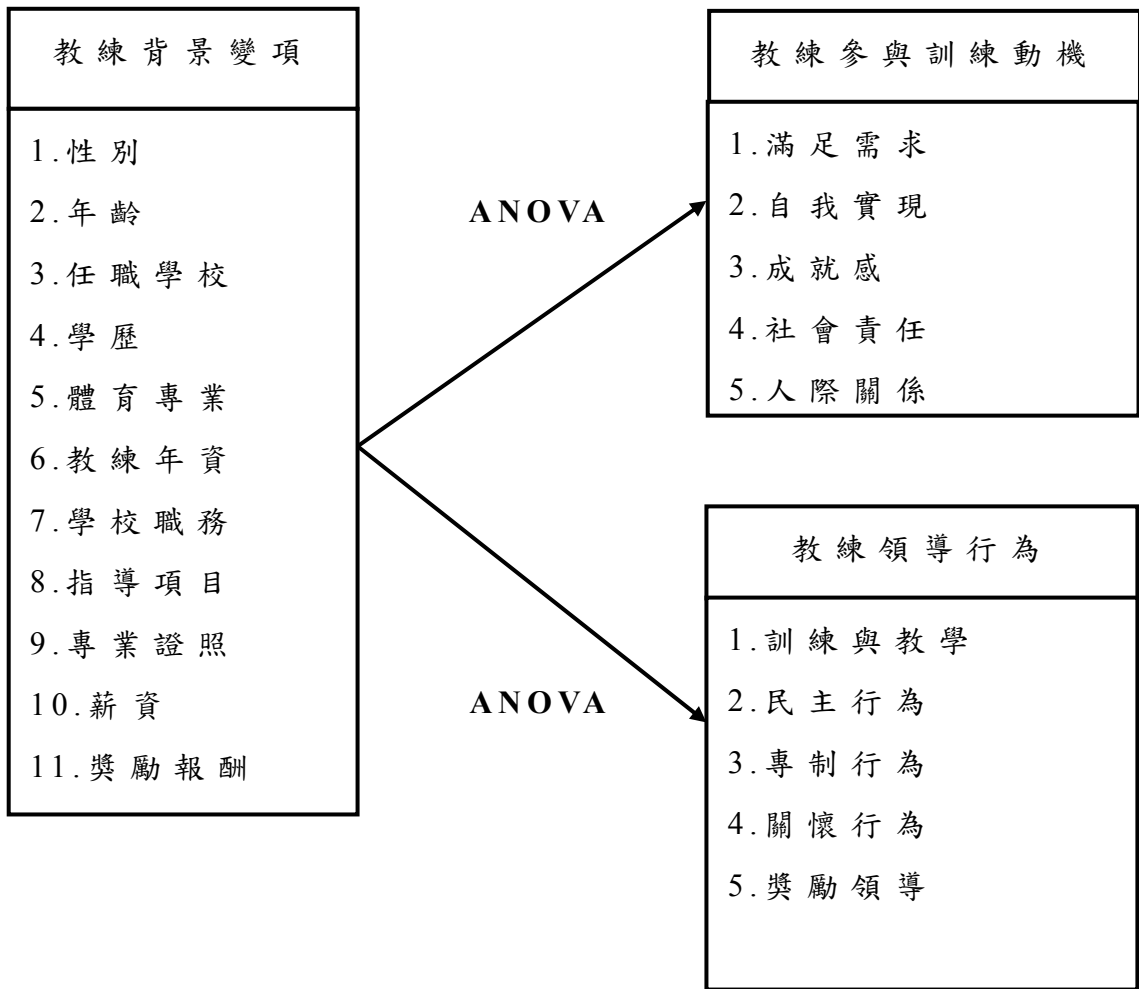 教練背景變項
1.性別
2.年齡
3.任職學校
4.學歷
5.體育專業
6.教練年資
7.學校職務
8.指導項目
9.專業證照
10.薪資
11.獎勵報酬
ANOVA
ANOVA
教練參與訓練動機
1.滿足需求
2.自我實現
3.成就感
4.社會責任
5.人際關係
教練領導行為
1.訓練與教學
2.民主行為
3.專制行為
4.關懷行為
5.獎勵領導